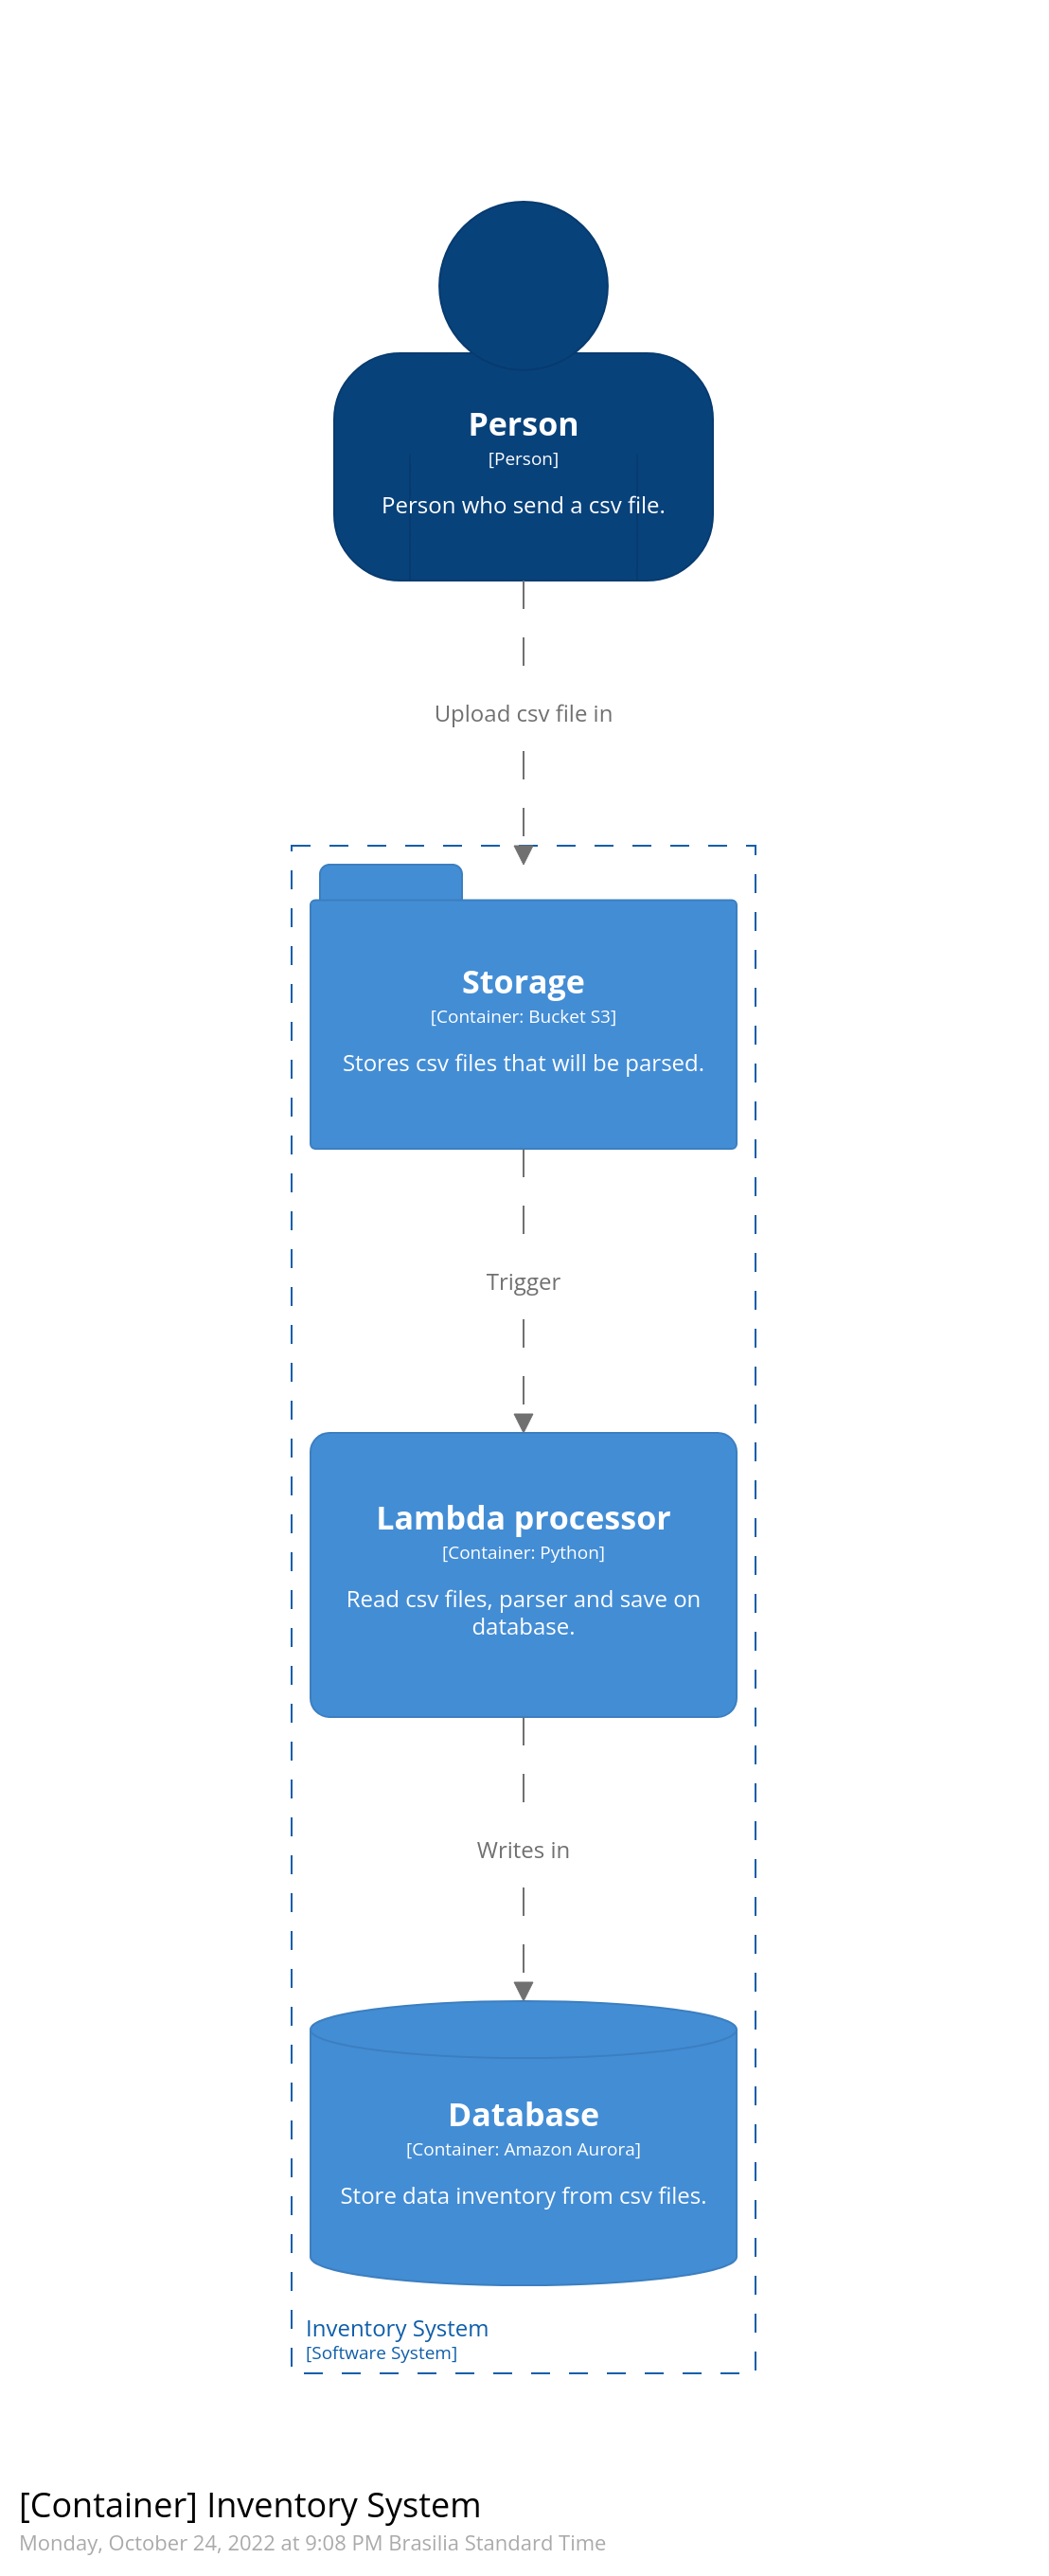 Person
[Person]
Person who send a csv file.
Upload csv file in
Storage
[Container: Bucket S3]
Stores csv files that will be parsed.
Trigger
Lambda processor
[Container: Python]
Read csv files, parser and save on
database.
Writes in
Database
[Container: Amazon Aurora]
Store data inventory from csv files.
Inventory System
[Software System]
[Container] Inventory System
Monday, October 24, 2022 at 9:08 PM Brasilia Standard Time